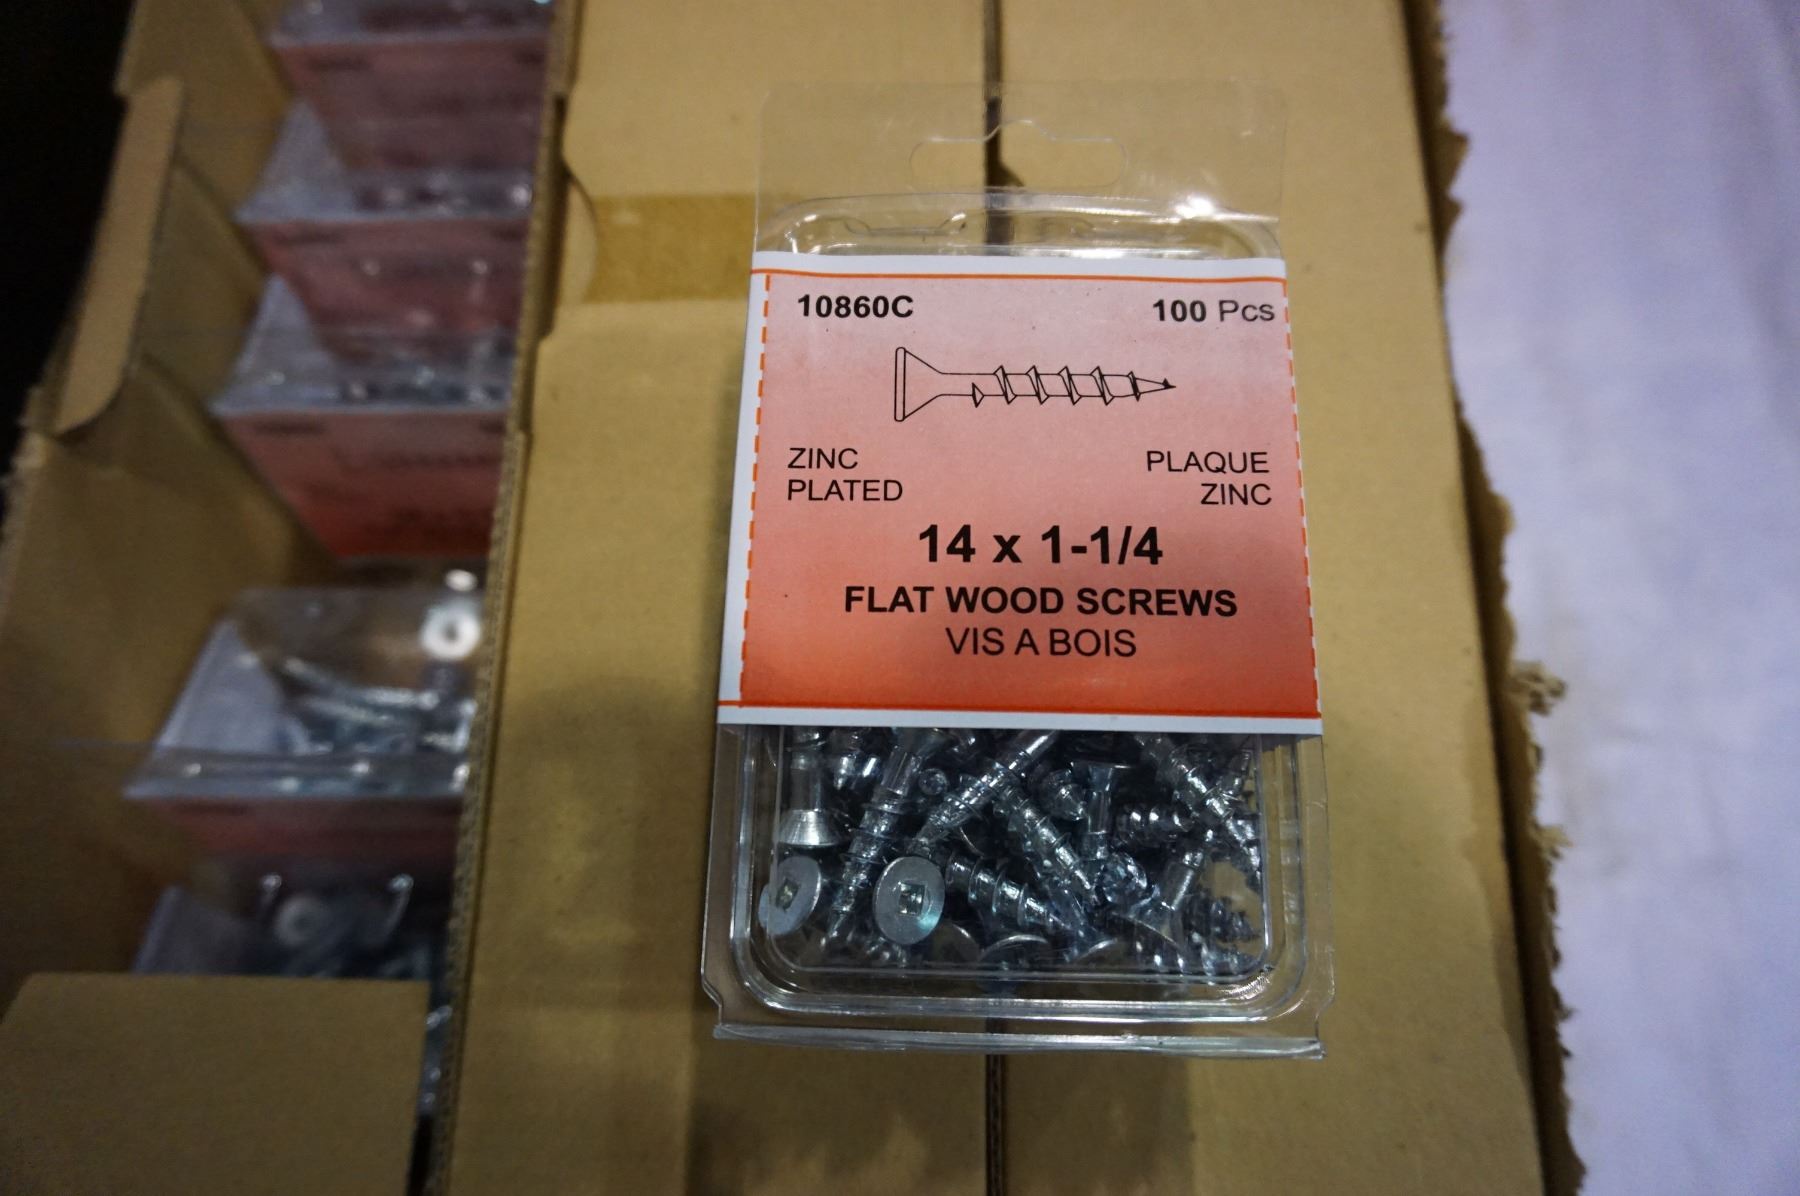 10860C 100 Pcs
ZINC PLAQUE
PLATED ZINC
14 x 1-1/4
FLAT WOOD SCREWS
VIS A BOIS